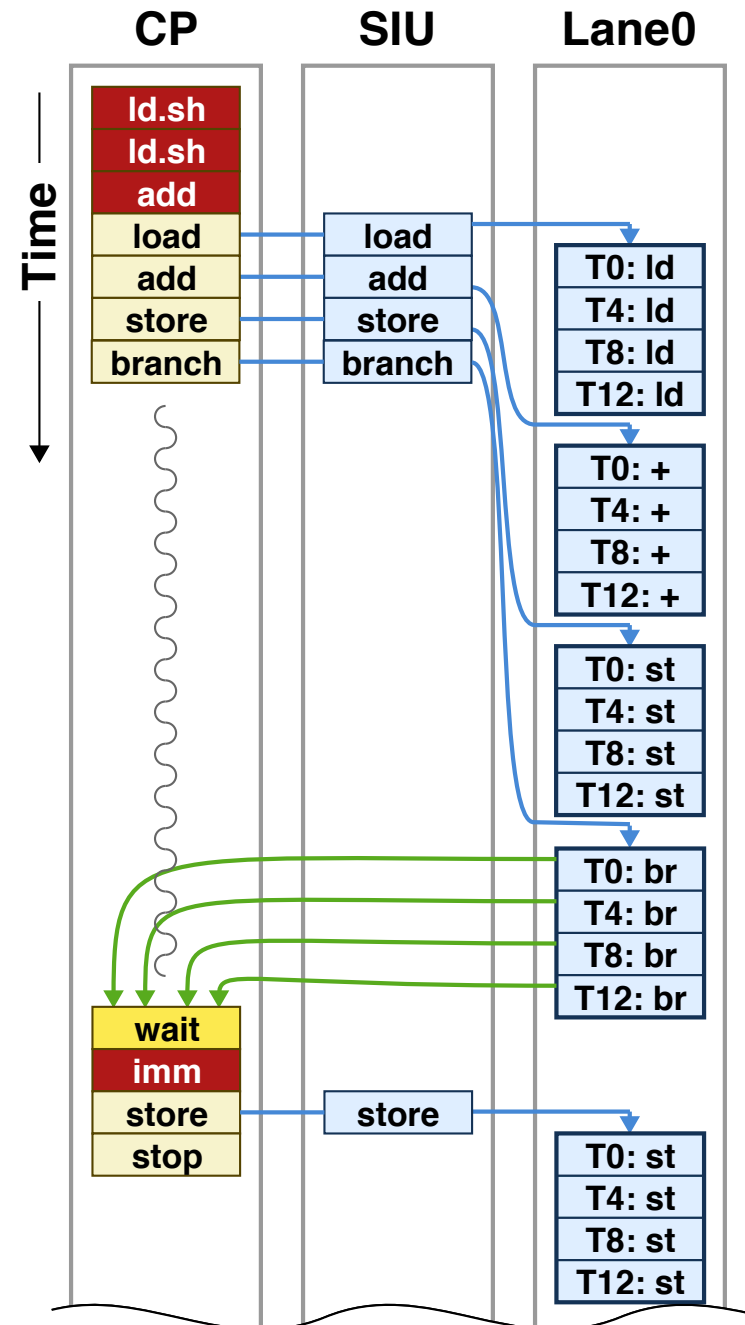 CP
SIU
Lane0
Time
ld.sh
ld.sh
add
load
add
store
branch
load
add
store
branch
T0: ld
T4: ld
T8: ld
T12: ld
T0: +
T4: +
T8: +
T12: +
T0: st
T4: st
T8: st
T12: st
T0: br
T4: br
T8: br
T12: br
wait
imm
store
stop
store
T0: st
T4: st
T8: st
T12: st